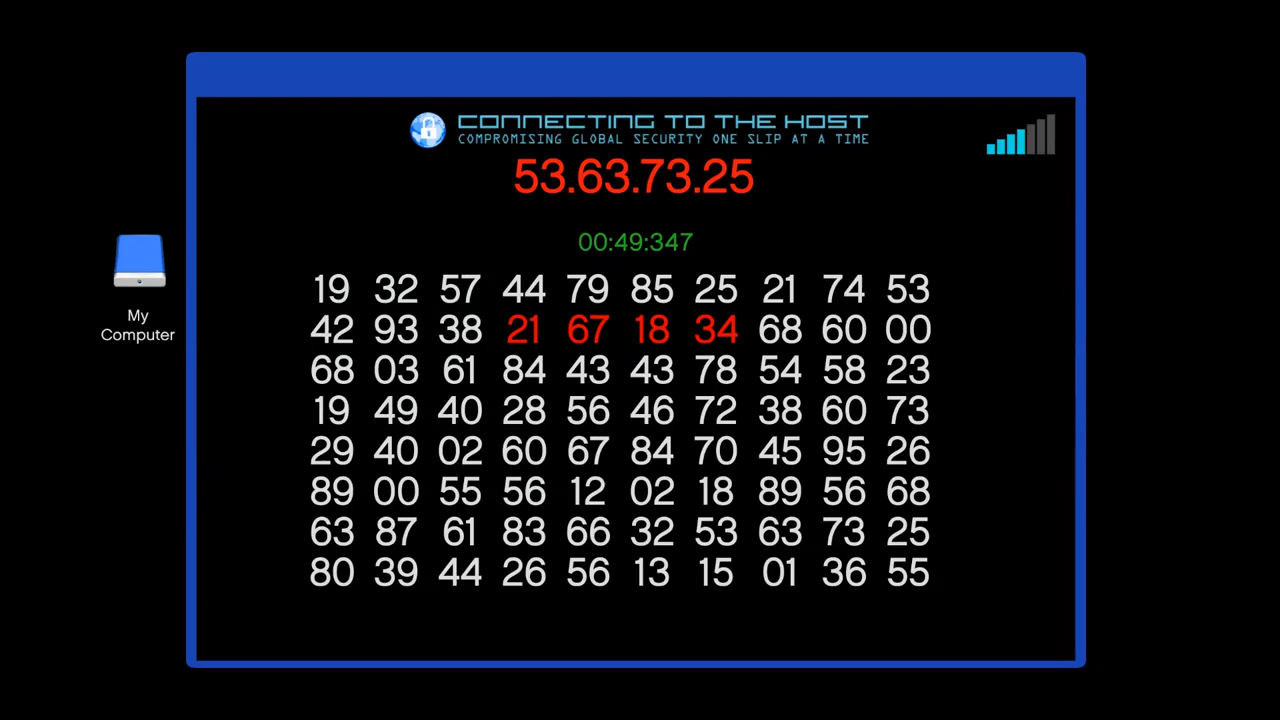 CONNECTING TO THE HOST
COMPROMISING GLOBAL SECURITY ONE SLIP AT A TIME
53.63.73.25
00:49:347
19 32 57 44 79 85 25 21 74 53
My
Computer
42 93 38 21 67 18 34 68 60 00
68 03 61 84 43 43 78 54 58 23
19 49 40 28 56 46 72 38 60 73
29 40 02 60 67 84 70 45 95 26
89 00 55 56 12 02 18 89 56 68
63 87 61 83 66 32 53 63 73 25
80 39 44 26 56 13 15 01 36 55